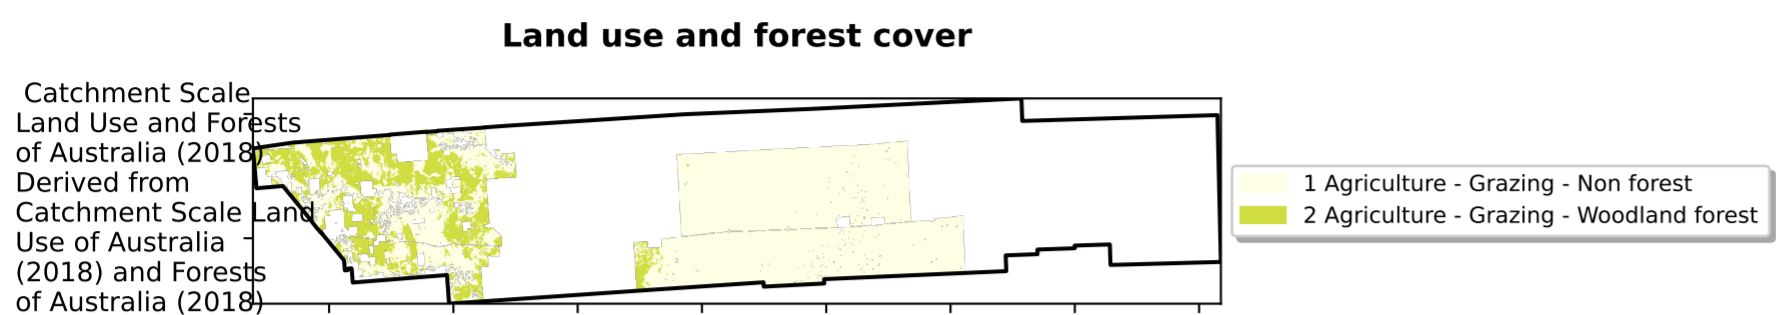 Land use and forest cover
Catchment Scale
Land Use and Forests
of Australia (2018)
Derived from
Catchment Scale Land
Use of Australia
(2018) and Forests
of Australia (2018)
1 Agriculture - Grazing - Non forest
2 Agriculture - Grazing - Woodland forest